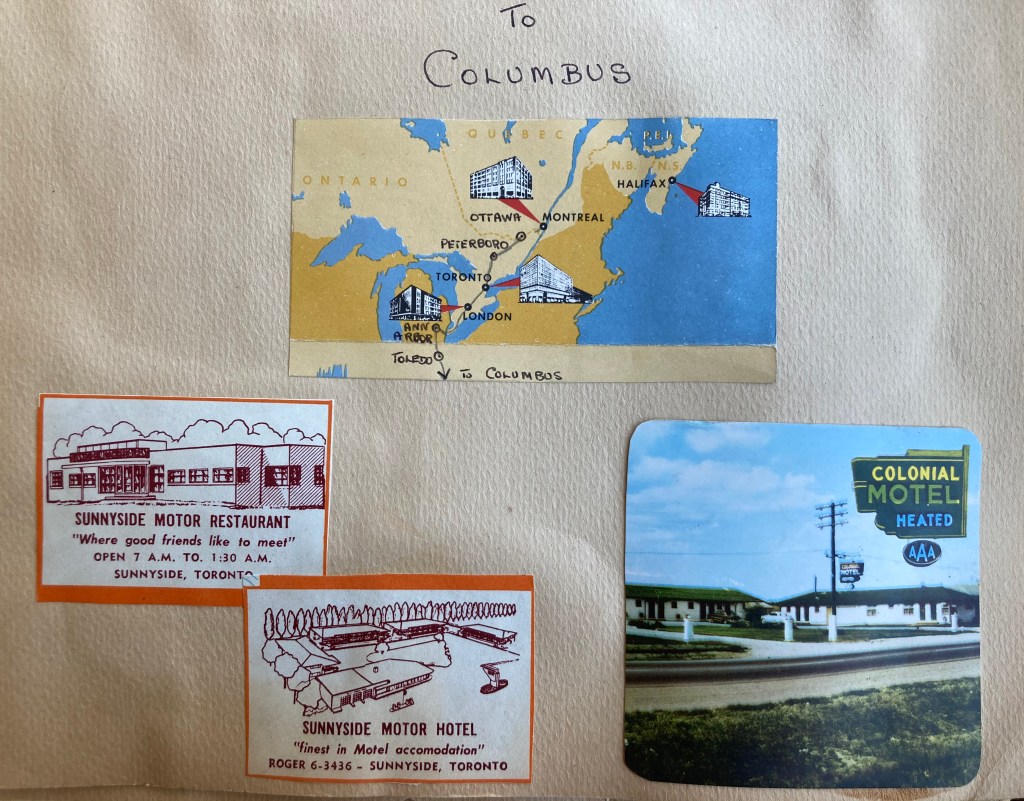 To
COLUMBUS
QUEBEC
P.E.I.
ONTARIO
N.B.
N.S.
HALIFAX
OTTAWA
MONTREAL
PETERBORO
TORONTO
LONDON
ANN
ARBOR
TOLEDO
To COLUMBUS
SUNNYSIDE MOTOR RESTAURANT
"Where good friends like to meet"
OPEN 7 A.M. TO. 1:30 A.M.
SUNNYSIDE, TORONTO
SUNNYSIDE MOTOR HOTEL
"finest in Motel accomodation"
ROGER 6-3436 - SUNNYSIDE, TORONTO
COLONIAL
MOTEL
HEATED
AAA
COLONIAL
MOTEL